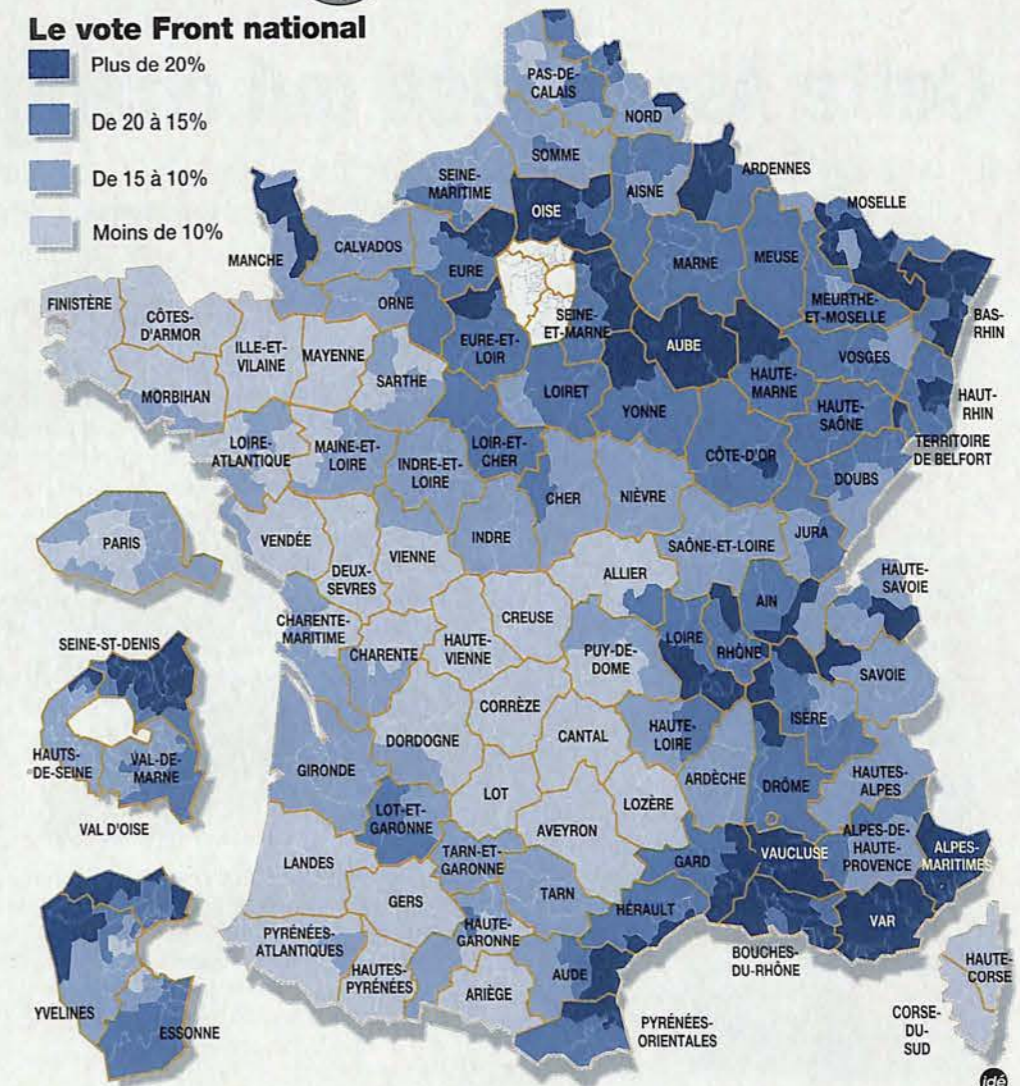 Le vote Front national
Plus de 20%
De 20 à 15%
De 15 à 10%
Moins de 10%
PAS-DE-
CALAIS
NORD
SOMME
SEINE-
MARITIME
AISNE
ARDENNES
OISE
MOSELLE
MANCHE
CALVADOS
EURE
MARNE
MEUSE
FINISTÈRE
CÔTES-
D'ARMOR
ORNE
SEINE-
ET-MARNE
MEURTHE-
ET-MOSELLE
BAS-
RHIN
ILLE-ET-
VILAINE
MAYENNE
EURE-ET-
LOIR
AUBE
VOSGES
MORBIHAN
SARTHE
LOIRET
HAUTE-
MARNE
HAUT-
RHIN
YONNE
HAUTE-
SAÔNE
TERRITOIRE
DE BELFORT
LOIRE-
ATLANTIQUE
MAINE-ET-
LOIRE
INDRE-ET-
LOIRE
LOIR-ET-
CHER
CÔTE-D'OR
DOUBS
CHER
NIÈVRE
PARIS
VENDÉE
DEUX-
SEVRES
VIENNE
INDRE
SAÔNE-ET-LOIRE
JURA
ALLIER
HAUTE-
SAVOIE
AIN
SEINE-ST-DENIS
CHARENTE-
MARITIME
CHARENTE
HAUTE-
VIENNE
CREUSE
PUY-DE-
DOME
LOIRE
RHÔNE
SAVOIE
CORRÈZE
HAUTS-
DE-SEINE
VAL-DE-
MARNE
DORDOGNE
CANTAL
HAUTE-
LOIRE
ISERE
VAL D'OISE
GIRONDE
LOT
LOZÈRE
ARDÈCHE
DRÔME
HAUTES-
ALPES
LOT-ET-
GARONNE
AVEYRON
LANDES
TARN-ET-
GARONNE
GARD
VAUCLUSE
ALPES-DE-
HAUTE-
PROVENCE
ALPES-
MARITIMES
GERS
TARN
HÉRAULT
VAR
PYRÉNÉES-
ATLANTIQUES
HAUTE-
GARONNE
BOUCHES-
DU-RHÔNE
HAUTES-
PYRÉNÉES
ARIÈGE
AUDE
HAUTE-
CORSE
YVELINES
ESSONNE
PYRÉNÉES-
ORIENTALES
CORSE-
DU-
SUD
idé